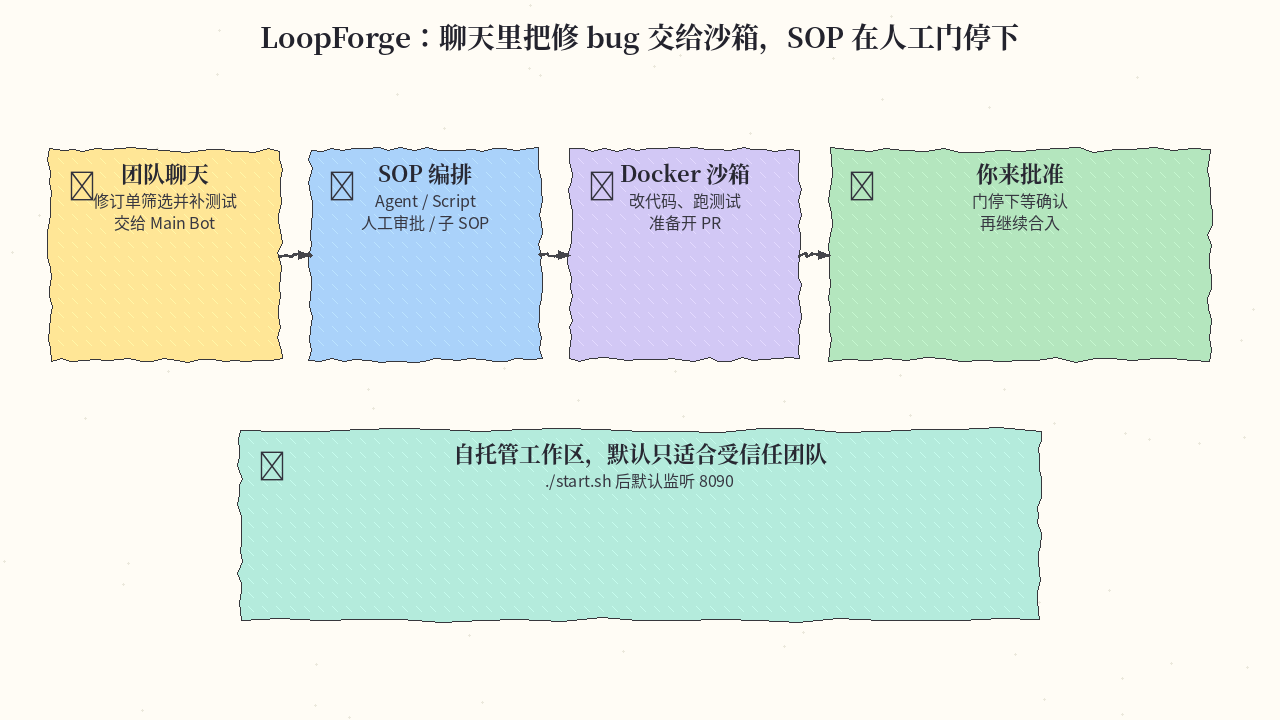 LoopForge：聊天里把修 bug 交给沙箱，SOP 在人工门停下
团队聊天
修订单筛选并补测试
交给 Main Bot
SOP 编排
Agent / Script
人工审批 / 子 SOP
Docker 沙箱
改代码、跑测试
准备开 PR
你来批准
门停下等确认
再继续合入
自托管工作区，默认只适合受信任团队
./start.sh 后默认监听 8090